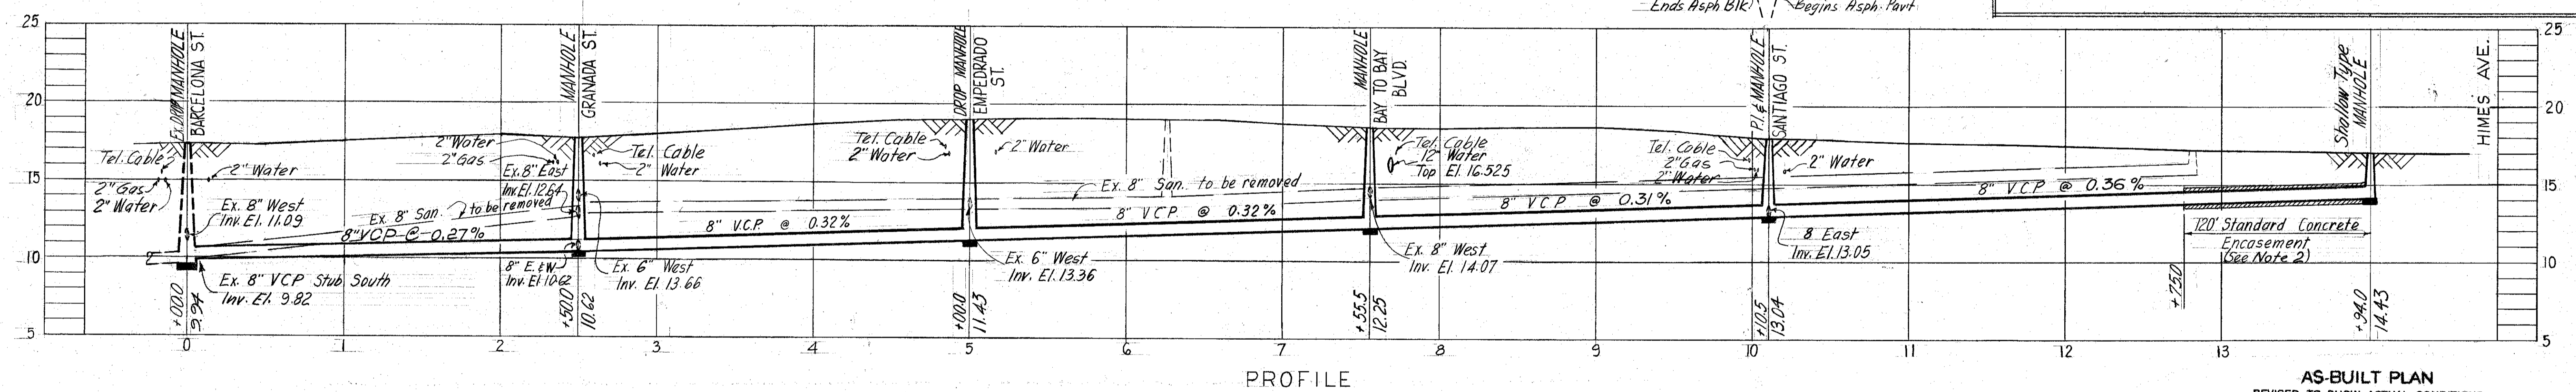 Ends Asph Blk
Begins Asph. Pav't
25
20
15
10
5
25
20
15
10
5
Ex. DROP MANHOLE
BARCELONA ST.
MANHOLE
GRANADA ST.
DROP MANHOLE
EMPEDRADO
ST.
MANHOLE
BAY TO BAY
BLVD.
P.I. & MANHOLE
SANTIAGO ST.
Shallow Type
MANHOLE
HIMES AVE.
Tel. Cable
2" Gas
2" Water
2" Water
Ex. 8" West
Inv. El. 11.09
Ex. 8" San. to be removed
8" VCP @ 0.27%
Ex. 8" VCP Stub South
Inv. El. 9.82
2" Water
2" Gas
Ex. 8" East
Inv. El. 12.64
Tel. Cable
2" Water
8" E. & W
Inv. El 10.62
Ex. 6" West
Inv. El. 13.66
8" V.C.P. @ 0.32%
Tel. Cable
2" Water
2" Water
Ex. 6" West
Inv. El. 13.36
Ex. 8" San. to be removed
8" V.C.P. @ 0.32%
Tel. Cable
12" Water
Top El. 16.525
Ex. 8" West
Inv. El. 14.07
8" V.C.P. @ 0.31%
Tel. Cable
2" Gas
2" Water
2" Water
8 East
Inv. El. 13.05
8" V.C.P. @ 0.36%
120' Standard Concrete
Encasement
(See Note 2)
+00.0
9.94
+50.0
10.62
+00.0
11.43
+55.5
12.25
+10.5
13.04
+75.0
+94.0
14.43
0 1 2 3 4 5 6 7 8 9 10 11 12 13
PROFILE
AS-BUILT PLAN